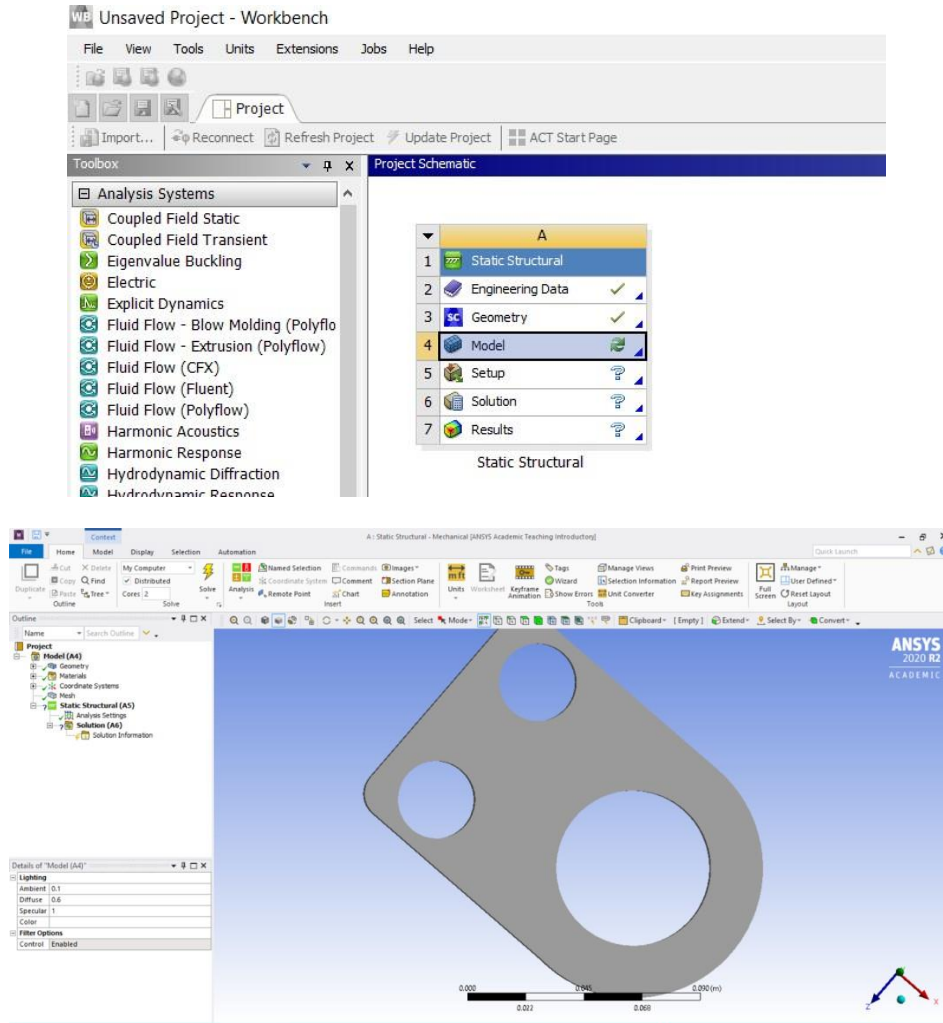 WB Unsaved Project - Workbench
File View Tools Units Extensions Jobs Help
Project
Import... Reconnect Refresh Project Update Project ACT Start Page
Toolbox
Project Schematic
Analysis Systems
Coupled Field Static
Coupled Field Transient
Eigenvalue Buckling
Electric
Explicit Dynamics
Fluid Flow - Blow Molding (Polyflo
Fluid Flow - Extrusion (Polyflow)
Fluid Flow (CFX)
Fluid Flow (Fluent)
Fluid Flow (Polyflow)
Harmonic Acoustics
Harmonic Response
Hydrodynamic Diffraction
Hydrodynamic Response
A
1 Static Structural
2 Engineering Data
3 SC Geometry
4 Model
5 Setup
6 Solution
7 Results
Static Structural
Context
A : Static Structural - Mechanical [ANSYS Academic Teaching Introductory]
File Home Model Display Selection Automation
Quick Launch
Duplicate
Cut X Delete
Copy Find
Paste Tree
Outline
My Computer
Distributed
Cores 2
Solve
Solve
Analysis
Named Selection Commands Images
Coordinate System Comment Section Plane
Remote Point Chart Annotation
Insert
Units Worksheet Keyframe Animation
Tags
Wizard
Show Errors
Manage Views
Selection Information
Unit Converter
Print Preview
Report Preview
Key Assignments
Tools
Full Screen
Manage
User Defined
Reset Layout
Layout
Outline
Select Mode Clipboard [Empty] Extend Select By Convert
Name Search Outline
Project
Model (A4)
Geometry
Materials
Coordinate Systems
Mesh
Static Structural (A5)
Analysis Settings
Solution (A6)
Solution Information
ANSYS
2020 R2
ACADEMIC
Details of "Model (A4)"
Lighting
Ambient 0.1
Diffuse 0.6
Specular 1
Color
Filter Options
Control Enabled
0.000 0.045 0.090 (m)
0.022 0.068
Z X